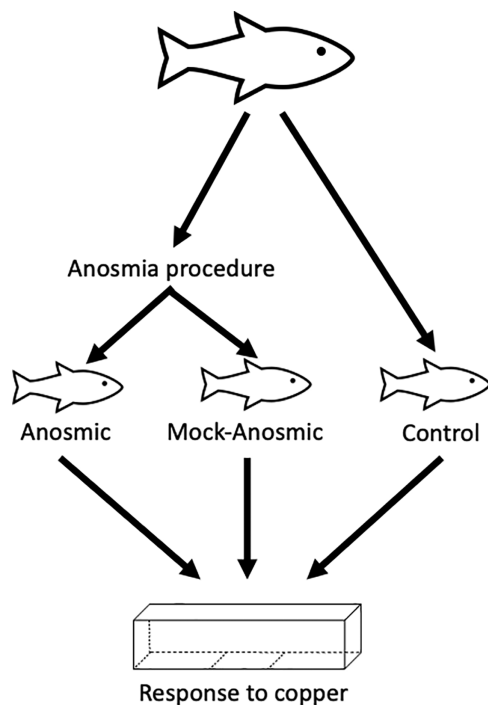 Anosmia procedure
Anosmic
Mock-Anosmic
Control
Response to copper